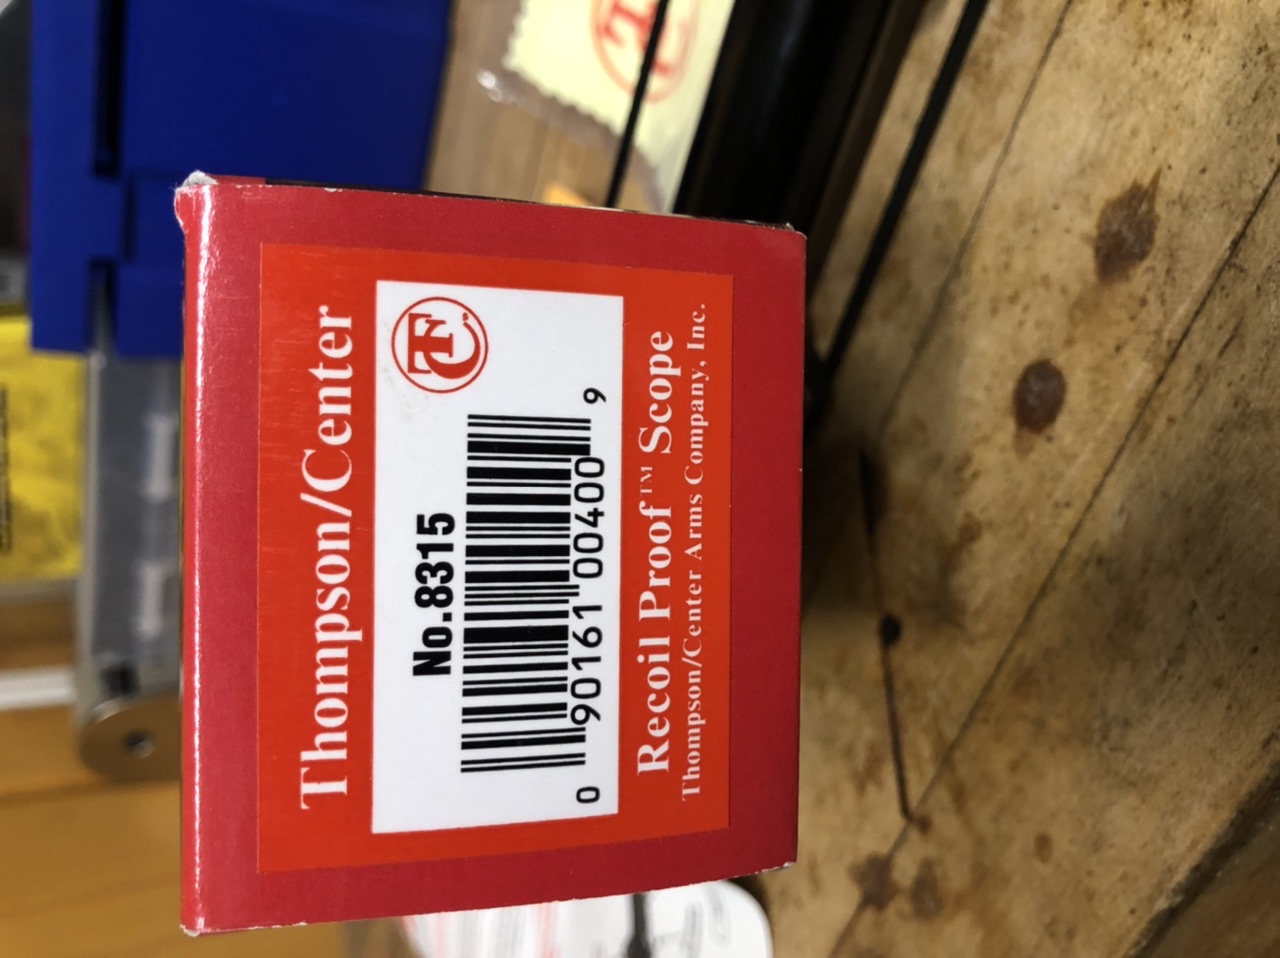 Thompson/Center
TC
No.8315
0 90161 00400 9
Recoil Proof™ Scope
Thompson/Center Arms Company, Inc.